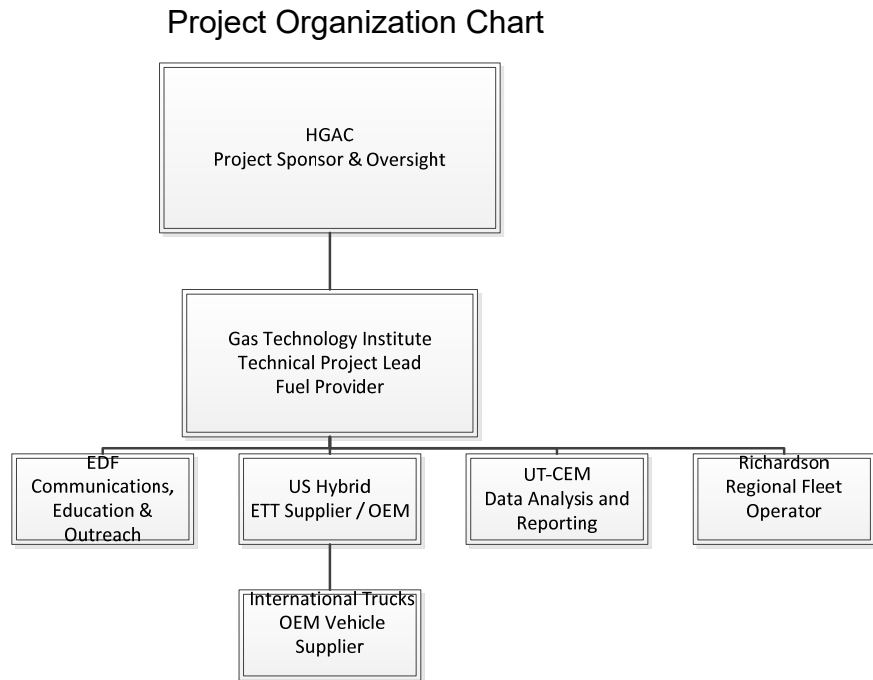 Project Organization Chart
HGAC
Project Sponsor & Oversight
Gas Technology Institute
Technical Project Lead
Fuel Provider
EDF
Communications,
Education &
Outreach
US Hybrid
ETT Supplier / OEM
UT-CEM
Data Analysis and
Reporting
Richardson
Regional Fleet
Operator
International Trucks
OEM Vehicle
Supplier